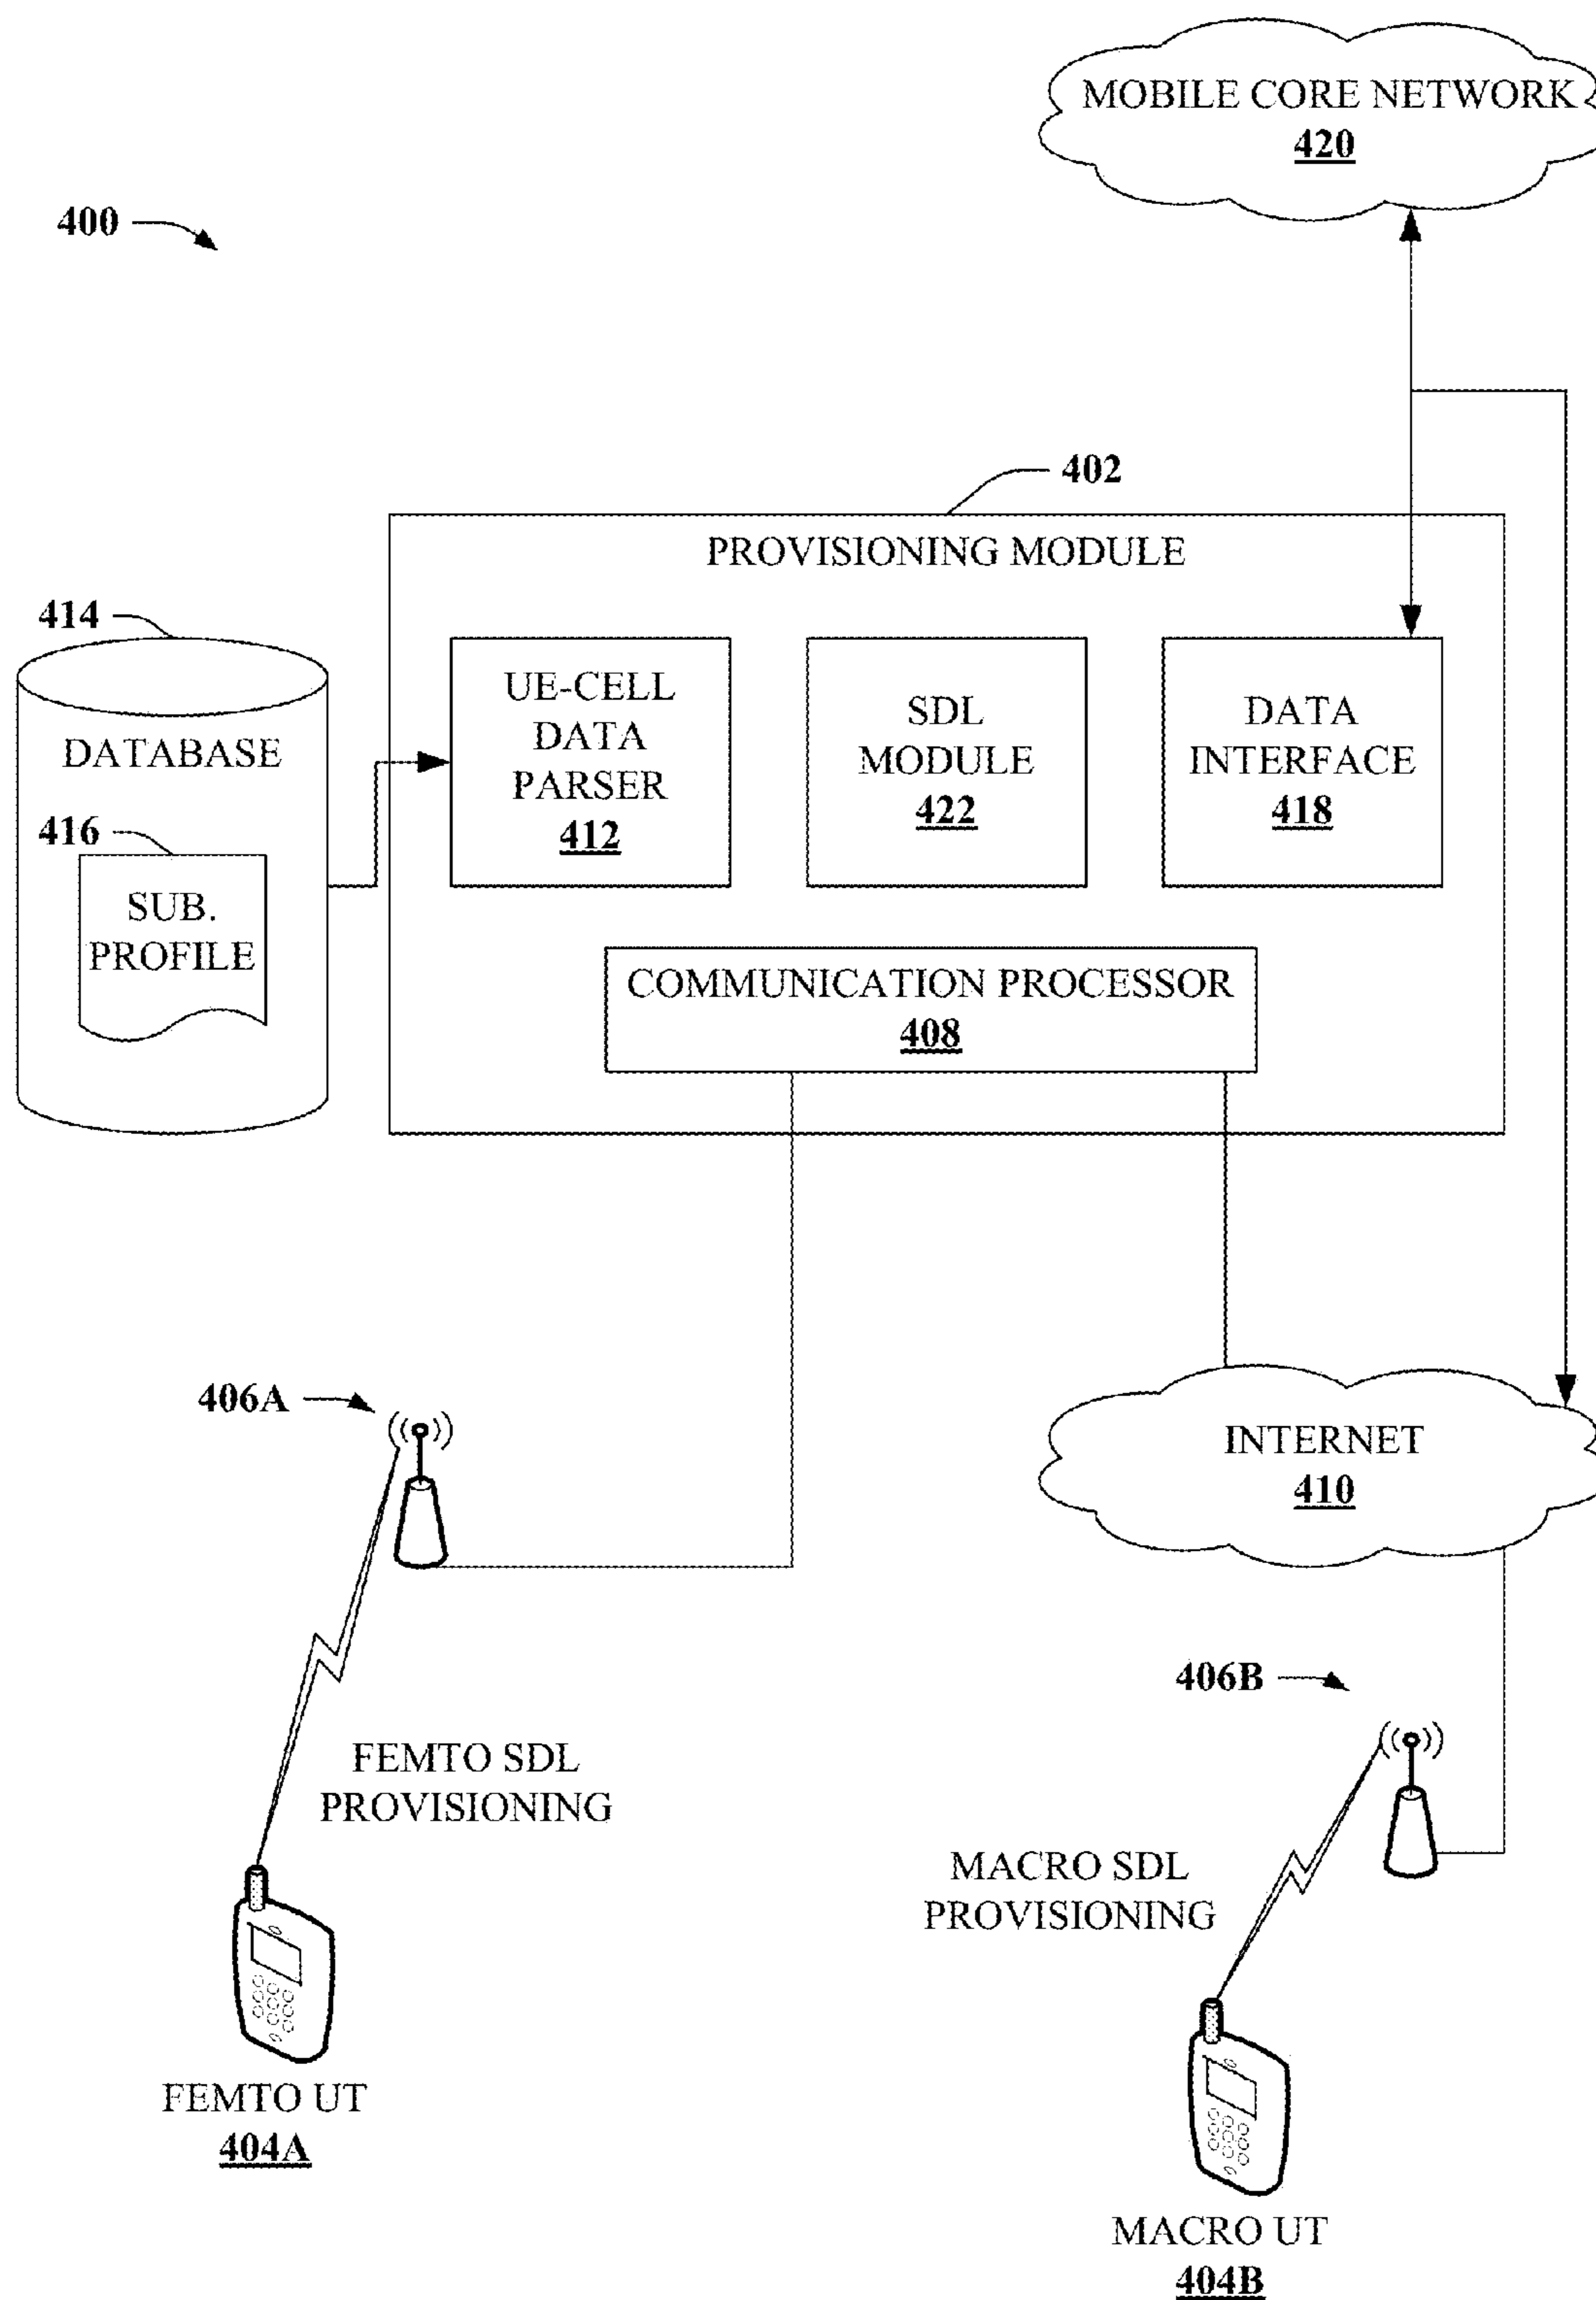 MOBILE CORE NETWORK
420
400
402
PROVISIONING MODULE
414
DATABASE
416
SUB.
PROFILE
UE-CELL
DATA
PARSER
412
SDL
MODULE
422
DATA
INTERFACE
418
COMMUNICATION PROCESSOR
408
406A
INTERNET
410
406B
FEMTO SDL
PROVISIONING
MACRO SDL
PROVISIONING
FEMTO UT
404A
MACRO UT
404B